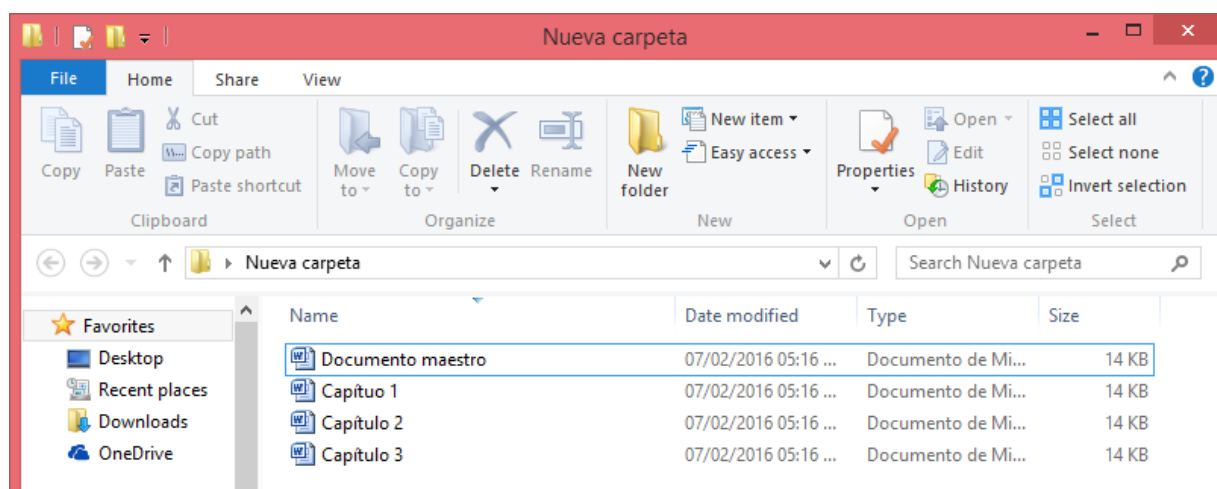 Nueva carpeta
File Home Share View
Copy
Paste
Cut
Copy path
Paste shortcut
Clipboard
Move to
Copy to
Delete
Rename
Organize
New folder
New item
Easy access
New
Properties
Open
Edit
History
Open
Select all
Select none
Invert selection
Select
Nueva carpeta
Search Nueva carpeta
Favorites
Desktop
Recent places
Downloads
OneDrive
Name Date modified Type Size
Documento maestro 07/02/2016 05:16 ... Documento de Mi... 14 KB
Capítuo 1 07/02/2016 05:16 ... Documento de Mi... 14 KB
Capítulo 2 07/02/2016 05:16 ... Documento de Mi... 14 KB
Capítulo 3 07/02/2016 05:16 ... Documento de Mi... 14 KB